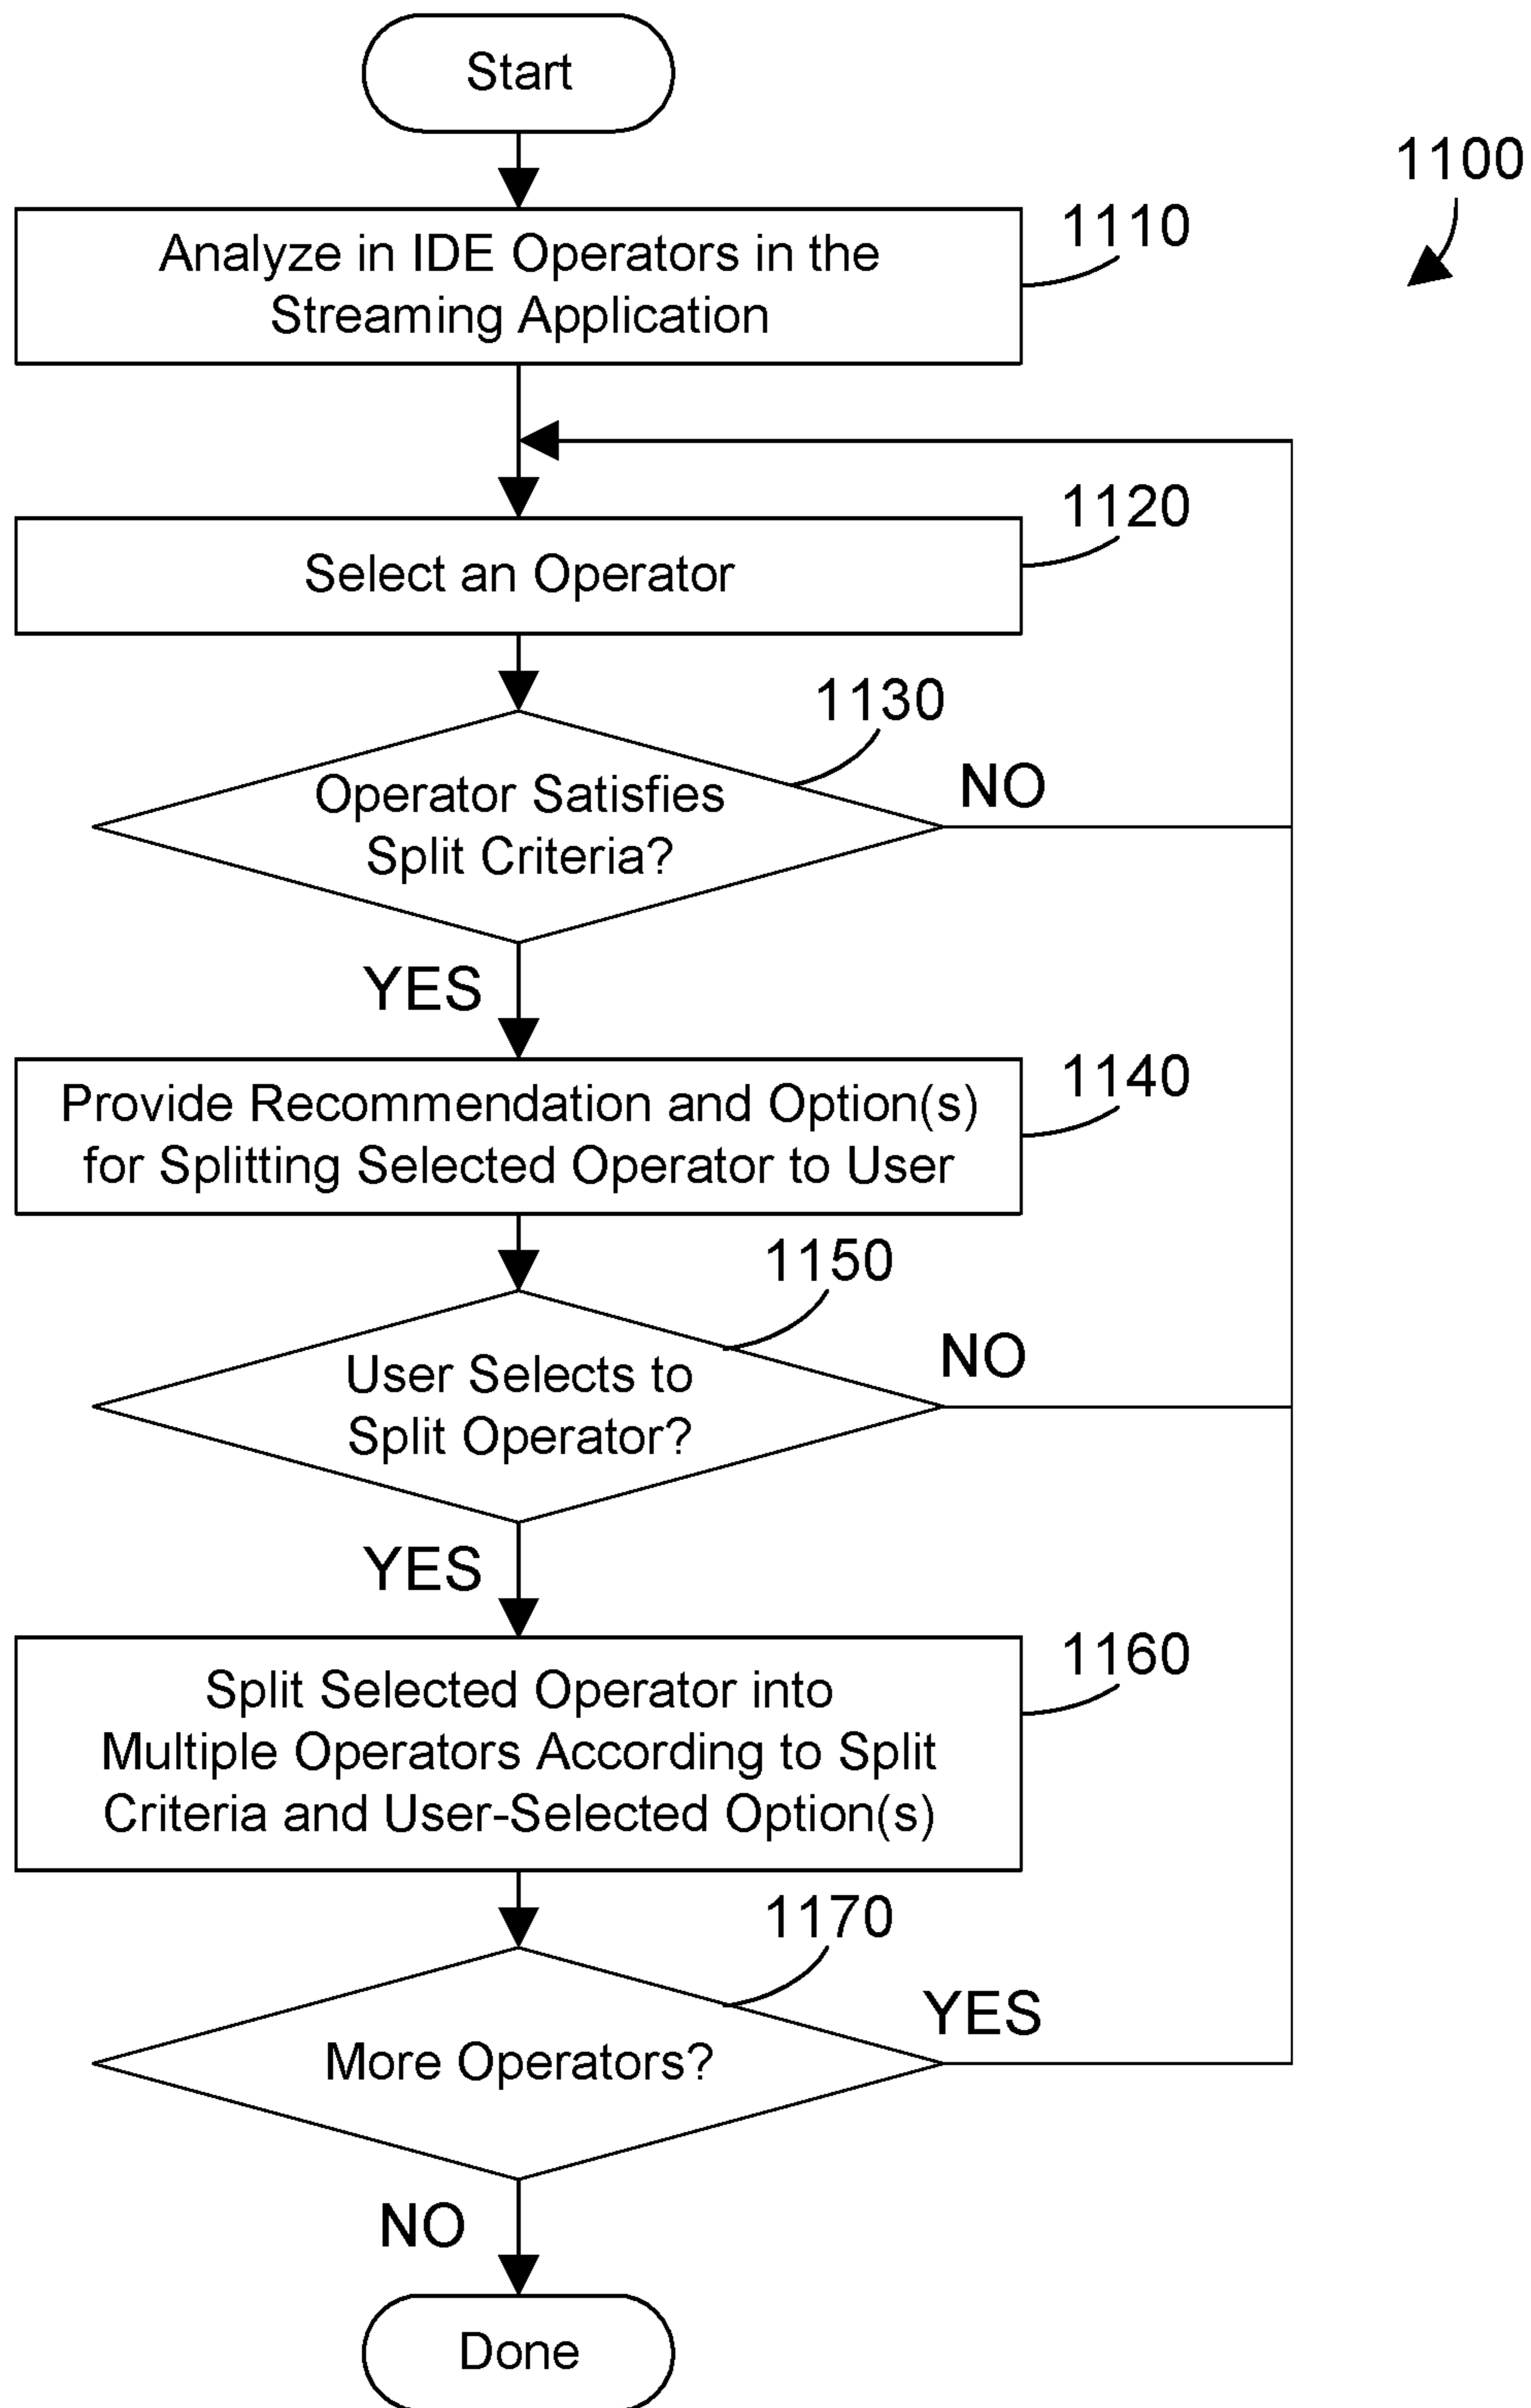 Start
1100
1110
Analyze in IDE Operators in the
Streaming Application
1120
Select an Operator
1130
Operator Satisfies
Split Criteria?
NO
YES
1140
Provide Recommendation and Option(s)
for Splitting Selected Operator to User
1150
User Selects to
Split Operator?
NO
YES
1160
Split Selected Operator into
Multiple Operators According to Split
Criteria and User-Selected Option(s)
1170
More Operators?
YES
NO
Done